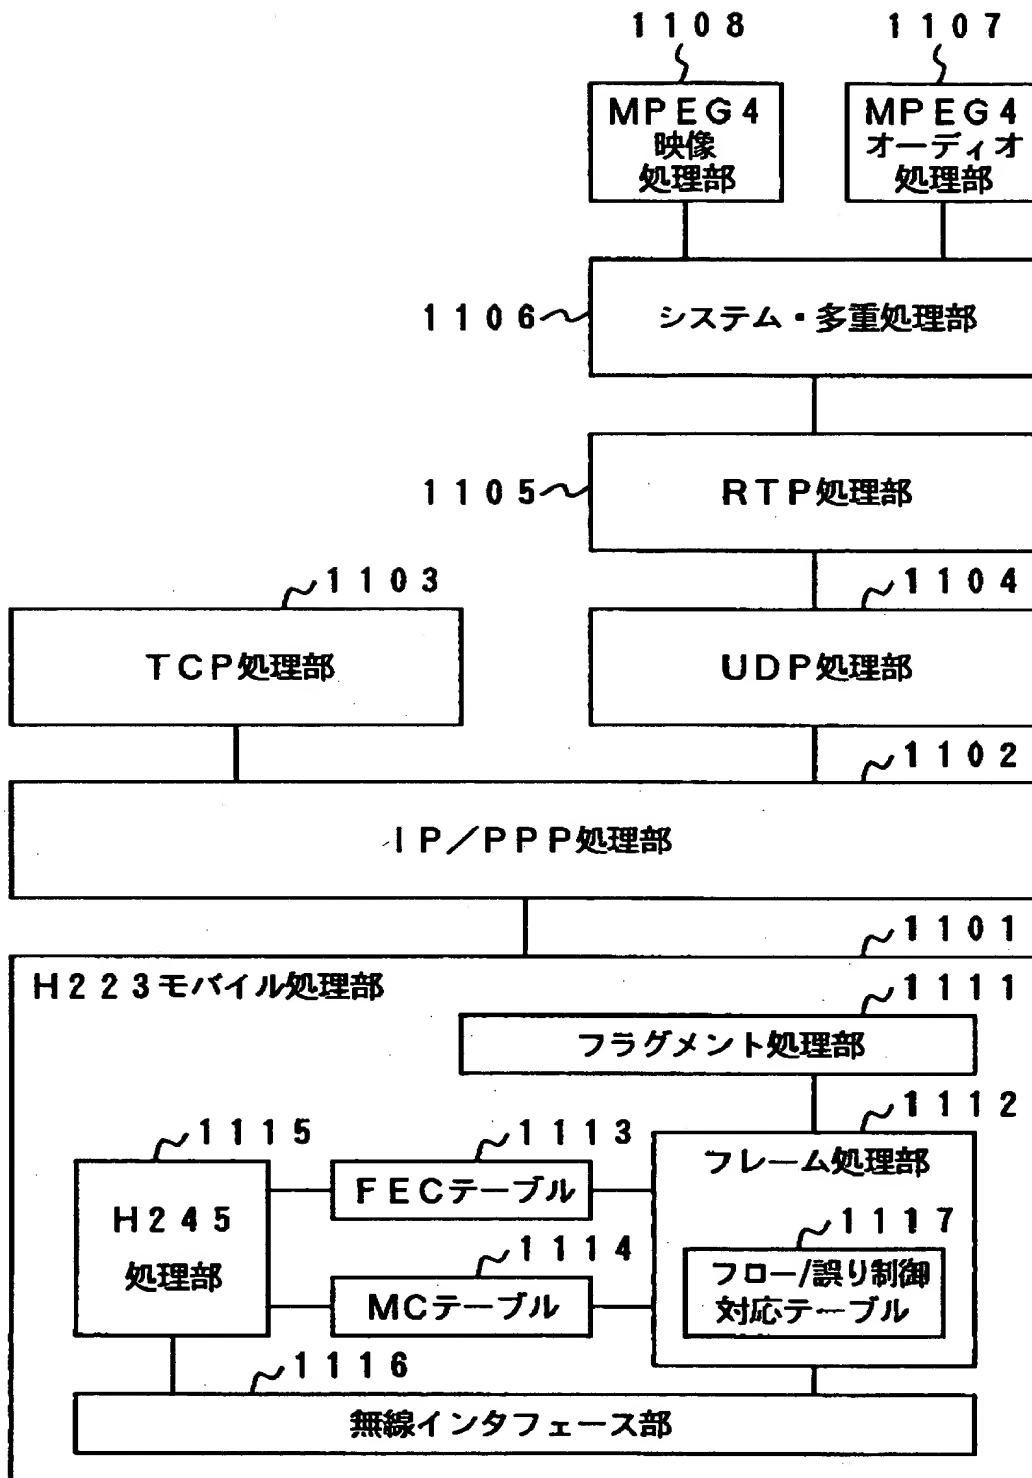 1108
1107
MPEG4
映像
処理部
MPEG4
オーディオ
処理部
1106
システム・多重処理部
1105
RTP処理部
1103
1104
TCP処理部
UDP処理部
1102
IP/PPP処理部
1101
H223モバイル処理部
1111
フラグメント処理部
1112
1115
1113
フレーム処理部
FECテーブル
H245
処理部
1117
1114
フロー/誤り制御
対応テーブル
MCテーブル
1116
無線インタフェース部